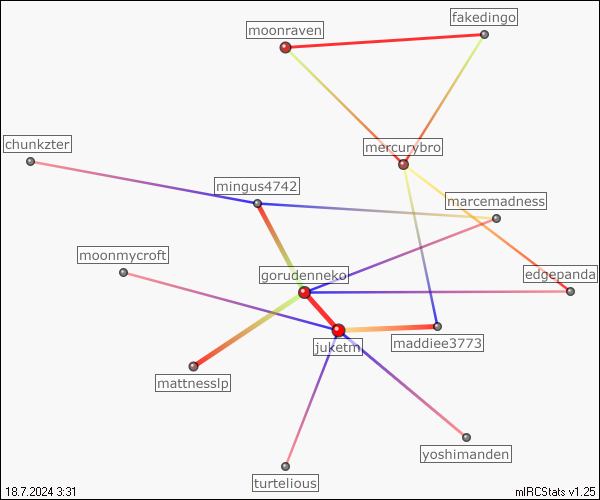 fakedingo
moonraven
chunkzter
mercurybro
mingus4742
marcemadness
moonmycroft
gorudenneko
edgepanda
juketm
maddiee3773
mattnesslp
yoshimanden
turtelious
18.7.2024 3:31
mIRCStats v1.25